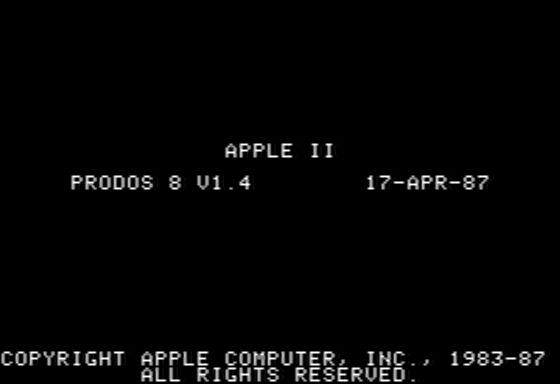 APPLE II
PRODOS 8 V1.4 17-APR-87
COPYRIGHT APPLE COMPUTER, INC., 1983-87
ALL RIGHTS RESERVED.